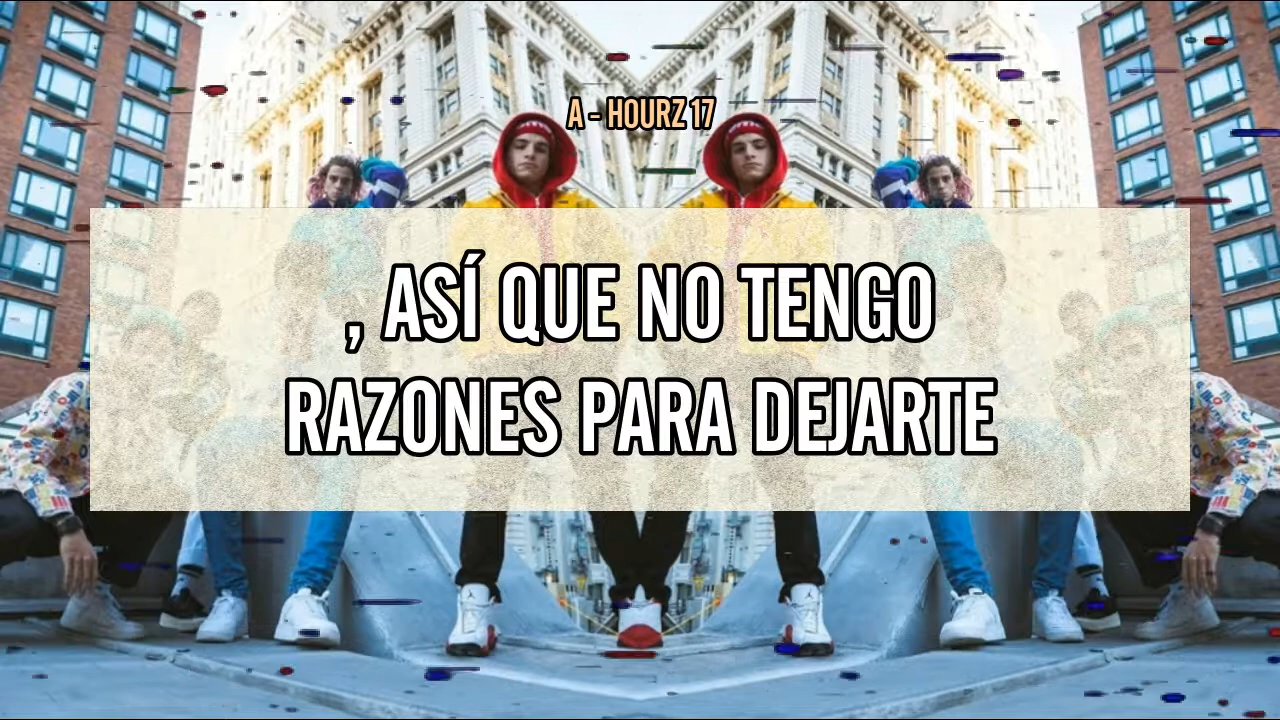 A - HOURZ 17
, ASÍ QUE NO TENGO
RAZONES PARA DEJARTE